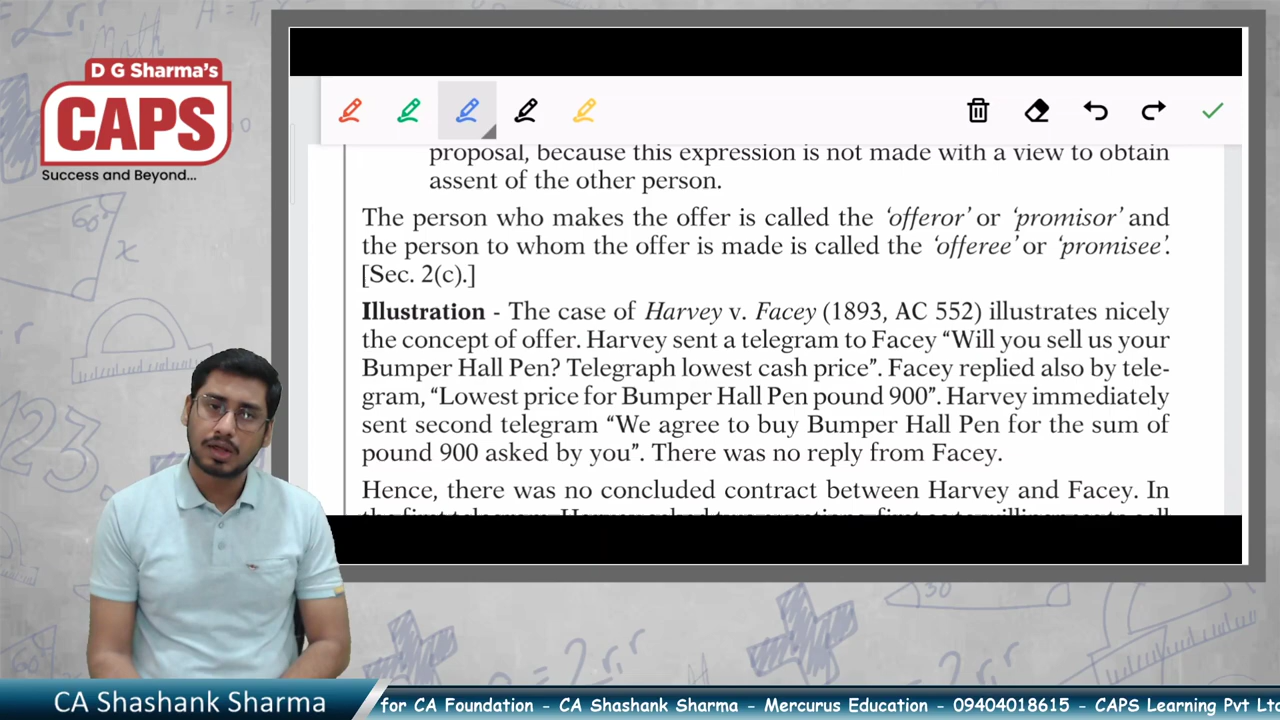 D G Sharma's
CAPS
Success and Beyond...
proposal, because this expression is not made with a view to obtain
assent of the other person.
The person who makes the offer is called the ‘offeror’ or ‘promisor’ and
the person to whom the offer is made is called the ‘offeree’ or ‘promisee’.
[Sec. 2(c).]
Illustration - The case of Harvey v. Facey (1893, AC 552) illustrates nicely
the concept of offer. Harvey sent a telegram to Facey “Will you sell us your
Bumper Hall Pen? Telegraph lowest cash price”. Facey replied also by tele-
gram, “Lowest price for Bumper Hall Pen pound 900”. Harvey immediately
sent second telegram “We agree to buy Bumper Hall Pen for the sum of
pound 900 asked by you”. There was no reply from Facey.
Hence, there was no concluded contract between Harvey and Facey. In
CA Shashank Sharma
for CA Foundation - CA Shashank Sharma - Mercurus Education - 09404018615 - CAPS Learning Pvt Ltd